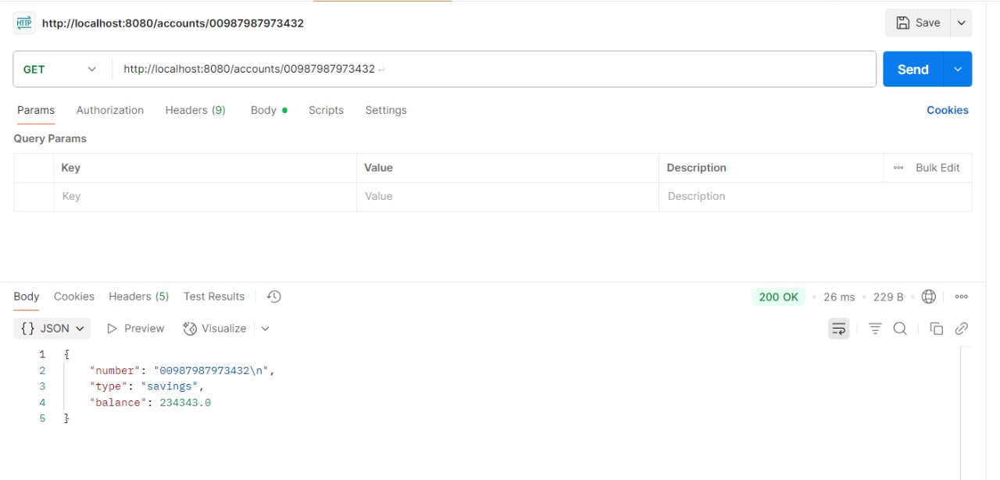 HTTP http://localhost:8080/accounts/00987987973432 Save
GET http://localhost:8080/accounts/00987987973432 ↵ Send
Params Authorization Headers (9) Body Scripts Settings Cookies
Query Params
Key Value Description Bulk Edit
Key Value Description
Body Cookies Headers (5) Test Results 200 OK 26 ms 229 B
{} JSON Preview Visualize
1 {
2 "number": "00987987973432\n",
3 "type": "savings",
4 "balance": 234343.0
5 }